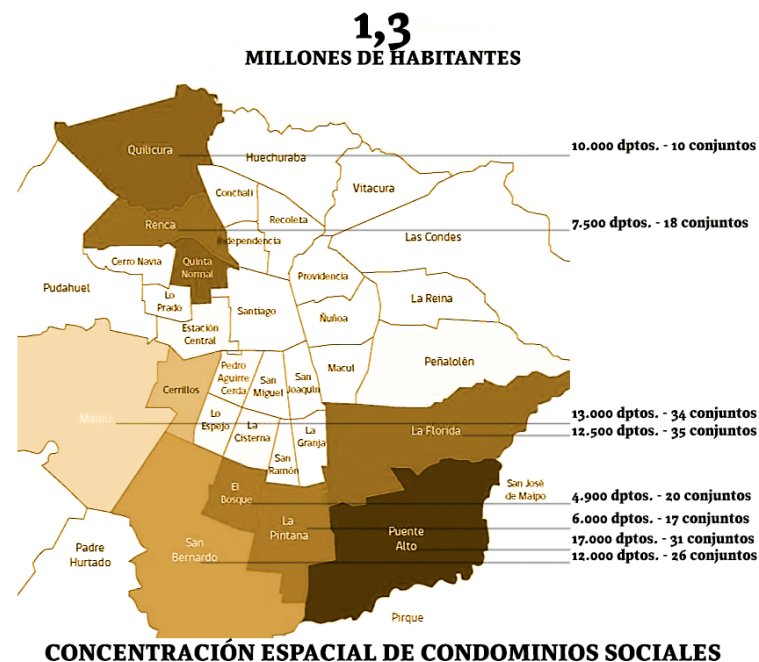 1,3
MILLONES DE HABITANTES
Quilicura
Huechuraba
10.000 dptos. - 10 conjuntos
Vitacura
Conchalí
Recoleta
Renca
7.500 dptos. - 18 conjuntos
Independencia
Las Condes
Cerro Navia
Quinta
Normal
Providencia
Pudahuel
Lo
Prado
Santiago
La Reina
Ñuñoa
Estación
Central
Peñalolén
Pedro
Aguirre
Cerda
San
Miguel
San
Joaquín
Macul
Cerrillos
Maipú
13.000 dptos. - 34 conjuntos
Lo
Espejo
La
Cisterna
La
Granja
La Florida
12.500 dptos. - 35 conjuntos
San
Ramón
El
Bosque
San José
de Maipo
4.900 dptos. - 20 conjuntos
La
Pintana
6.000 dptos. - 17 conjuntos
Puente
Alto
17.000 dptos. - 31 conjuntos
San
Bernardo
12.000 dptos. - 26 conjuntos
Padre
Hurtado
Pirque
CONCENTRACIÓN ESPACIAL DE CONDOMINIOS SOCIALES